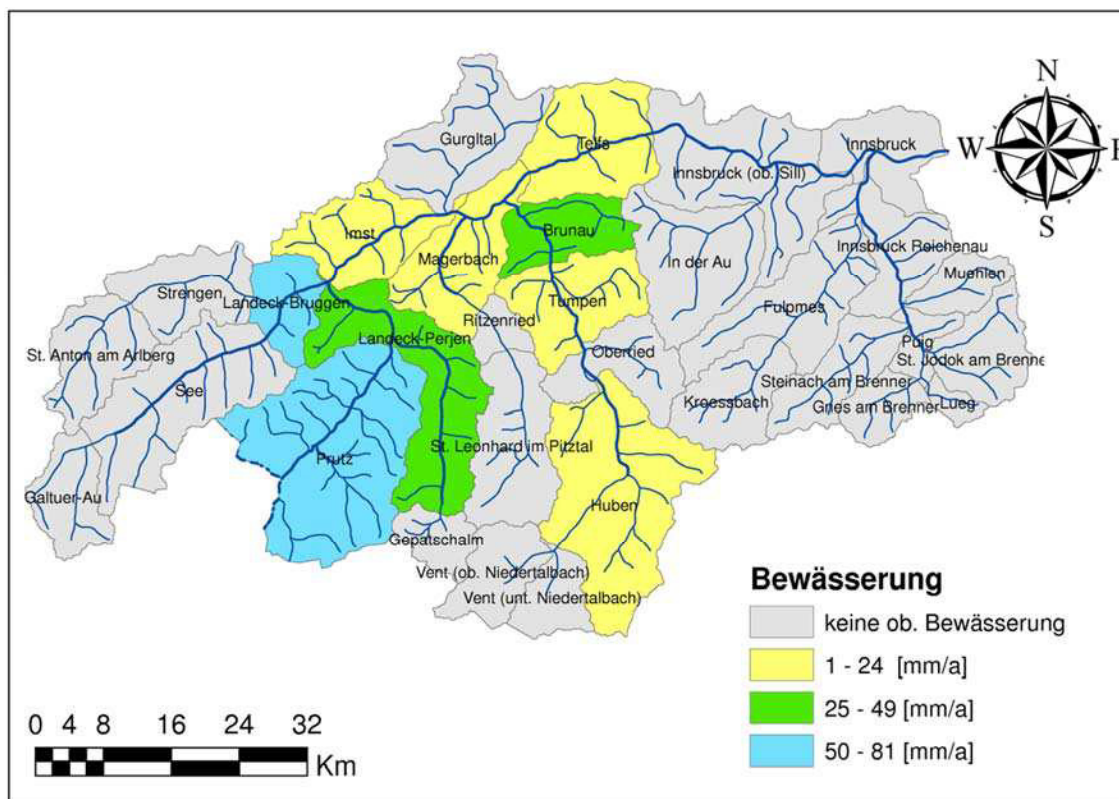 N
W
E
S
Gurgltal
Telfs
Innsbruck
Innsbruck (ob. Sill)
Imst
Brunau
Magerbach
In der Au
Innsbruck Reichenau
Muehlen
Strengen
Landeck-Bruggen
Tumpen
Fulpmes
Ritzenried
Landeck-Perjen
Oberried
Puig
St. Anton am Arlberg
St. Jodok am Brenne
See
Steinach am Brenner
Kroessbach
Gries am Brenner
Lueg
St. Leonhard im Pitztal
Prutz
Galtuer-Au
Huben
Gepatschalm
Vent (ob. Niedertalbach)
Vent (unt. Niedertalbach)
Bewässerung
keine ob. Bewässerung
1 - 24 [mm/a]
25 - 49 [mm/a]
50 - 81 [mm/a]
0 4 8 16 24 32
Km